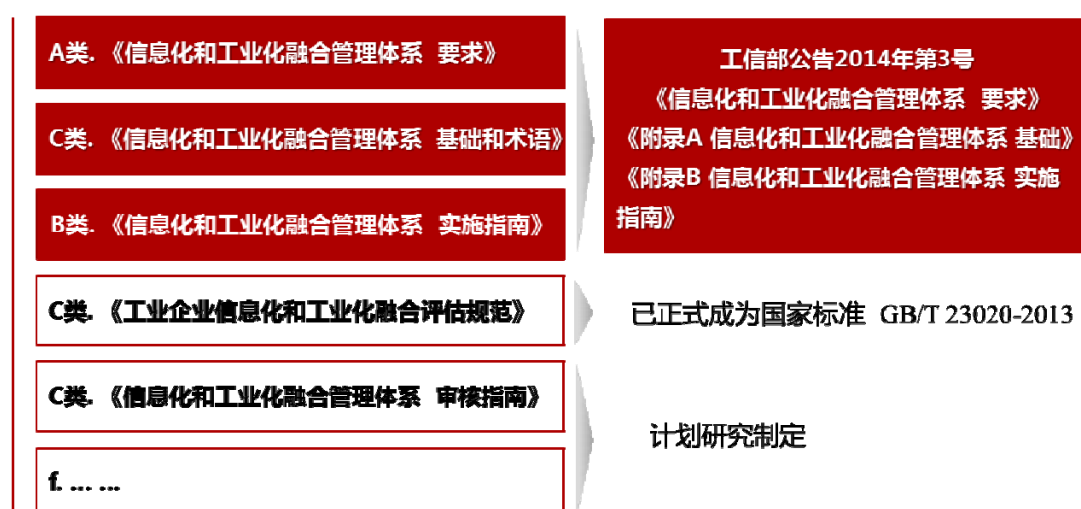 A类. 《信息化和工业化融合管理体系 要求》
C类. 《信息化和工业化融合管理体系 基础和术语》
B类. 《信息化和工业化融合管理体系 实施指南》
工信部公告2014年第3号
《信息化和工业化融合管理体系 要求》
《附录A 信息化和工业化融合管理体系 基础》
《附录B 信息化和工业化融合管理体系 实施
指南》
C类. 《工业企业信息化和工业化融合评估规范》
已正式成为国家标准 GB/T 23020-2013
C类. 《信息化和工业化融合管理体系 审核指南》
f. ... ...
计划研究制定